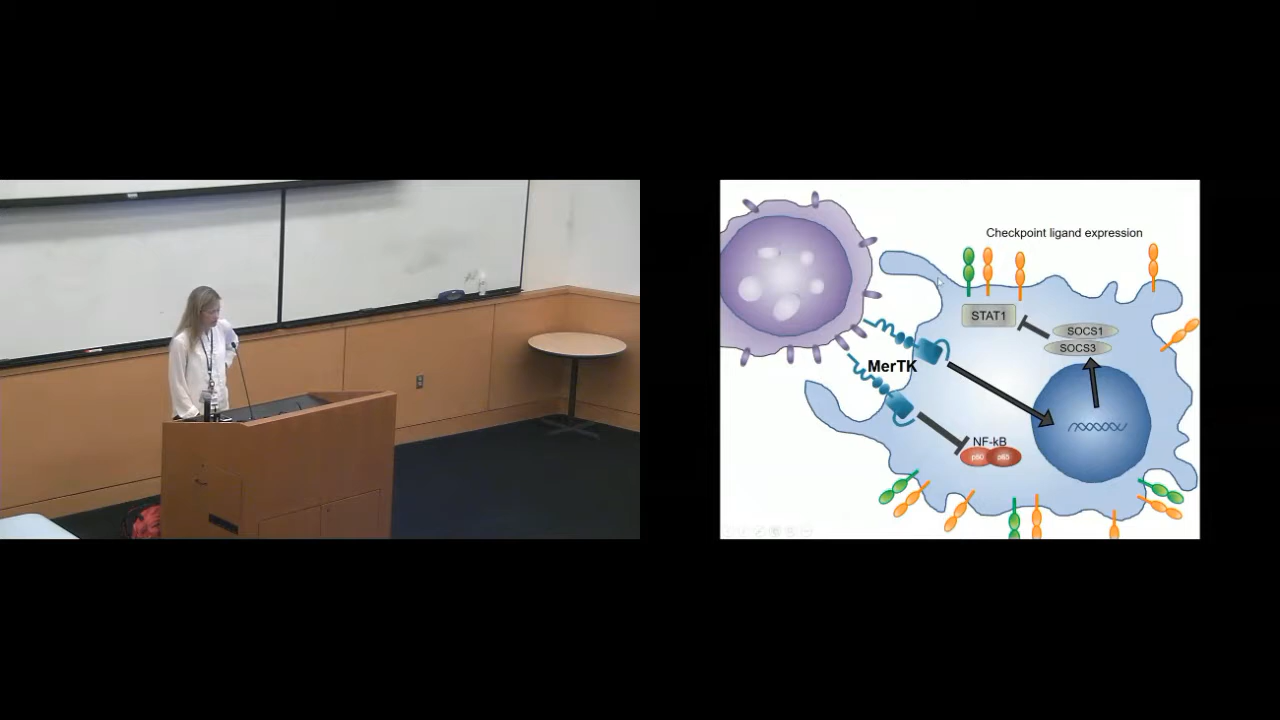 Checkpoint ligand expression
STAT1
SOCS1
SOCS3
MerTK
NF-kB
p50 p65